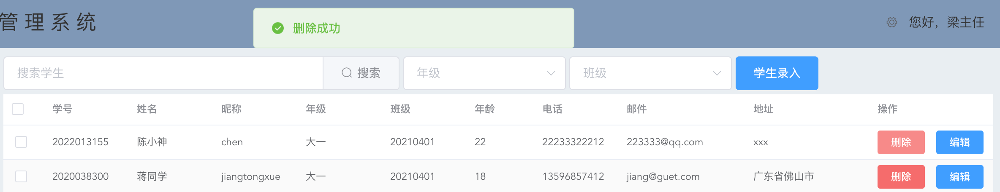 管理系统
删除成功
您好，梁主任
搜索学生 搜索 年级 班级 学生录入
学号 姓名 昵称 年级 班级 年龄 电话 邮件 地址 操作
2022013155 陈小神 chen 大一 20210401 22 22233322212 223333@qq.com xxx 删除 编辑
2020038300 蒋同学 jiangtongxue 大一 20210401 18 13596857412 jiang@guet.com 广东省佛山市 删除 编辑